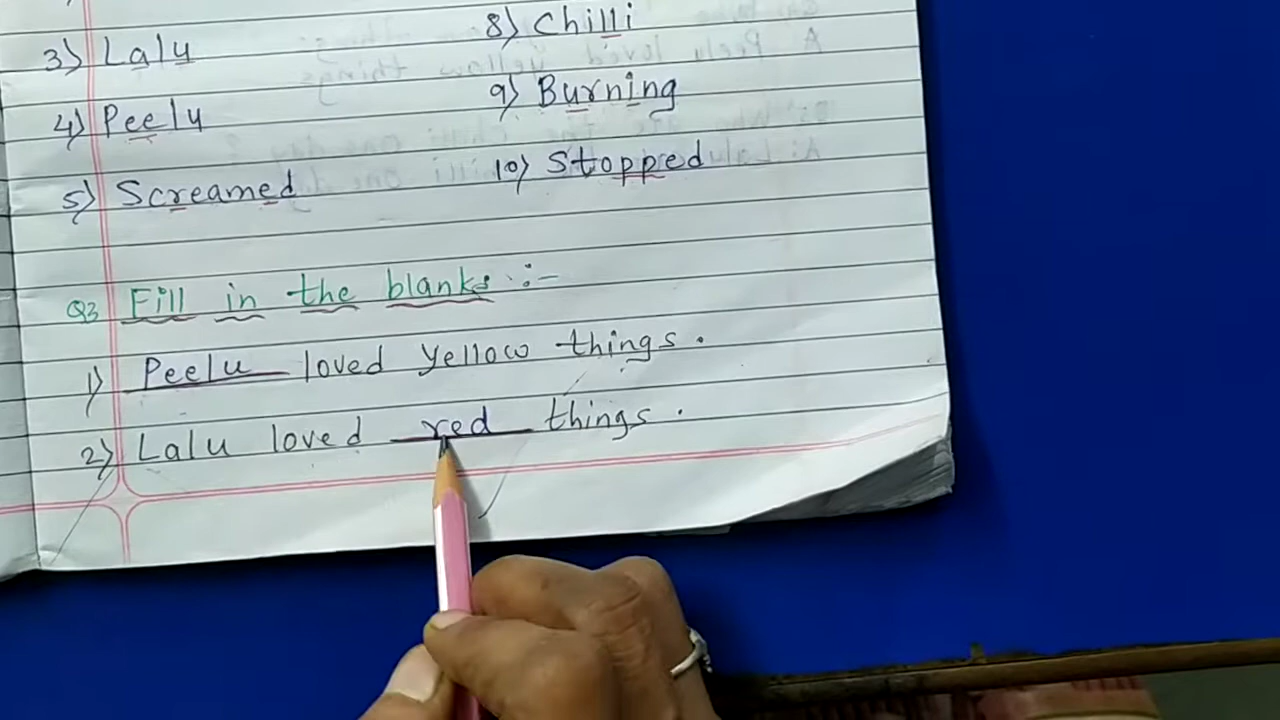 3) Lalu
4) Peelu
5) Screamed
8) Chilli
9) Burning
10) Stopped
Q3 Fill in the blanks :-
1) Peelu loved yellow things.
2) Lalu loved red things.